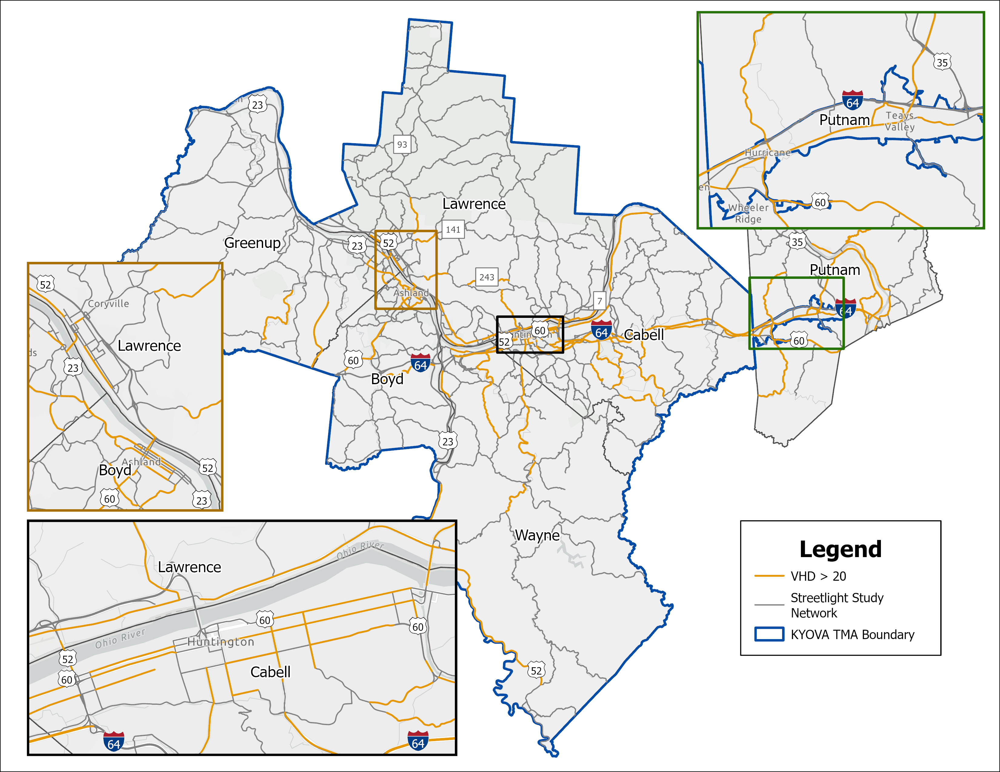 23
93
Lawrence
141
Greenup
23
52
243
Ashland
7
60
52
64
Cabell
60
64
Boyd
23
Wayne
52
35
Putnam
64
60
35
64
Putnam
Teays
Valley
Hurricane
en
60
Wheeler
Ridge
52
Coryville
Lawrence
ds
23
Ashland
Boyd
52
60
23
Ohio River
Lawrence
60
60
Ohio River
Huntington
52
Cabell
60
64
64
Legend
VHD > 20
Streetlight Study
Network
KYOVA TMA Boundary